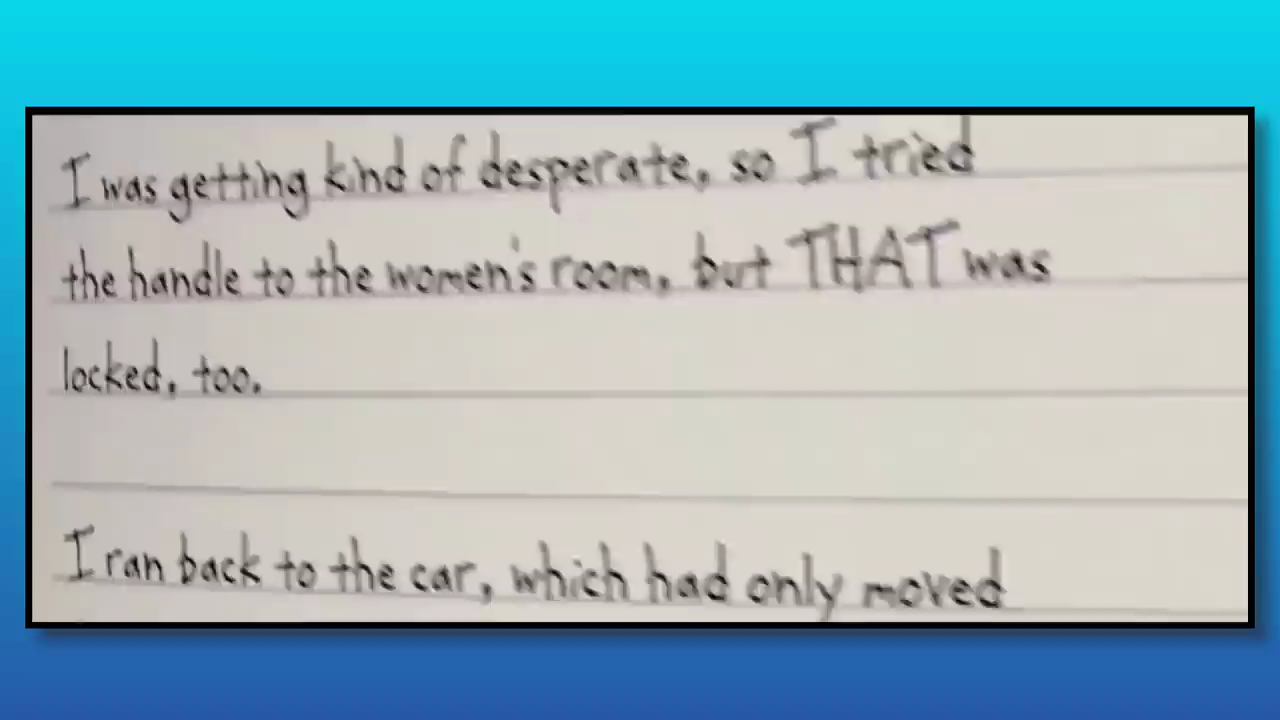 I was getting kind of desperate, so I tried
the handle to the women's room, but THAT was
locked, too.
I ran back to the car, which had only moved